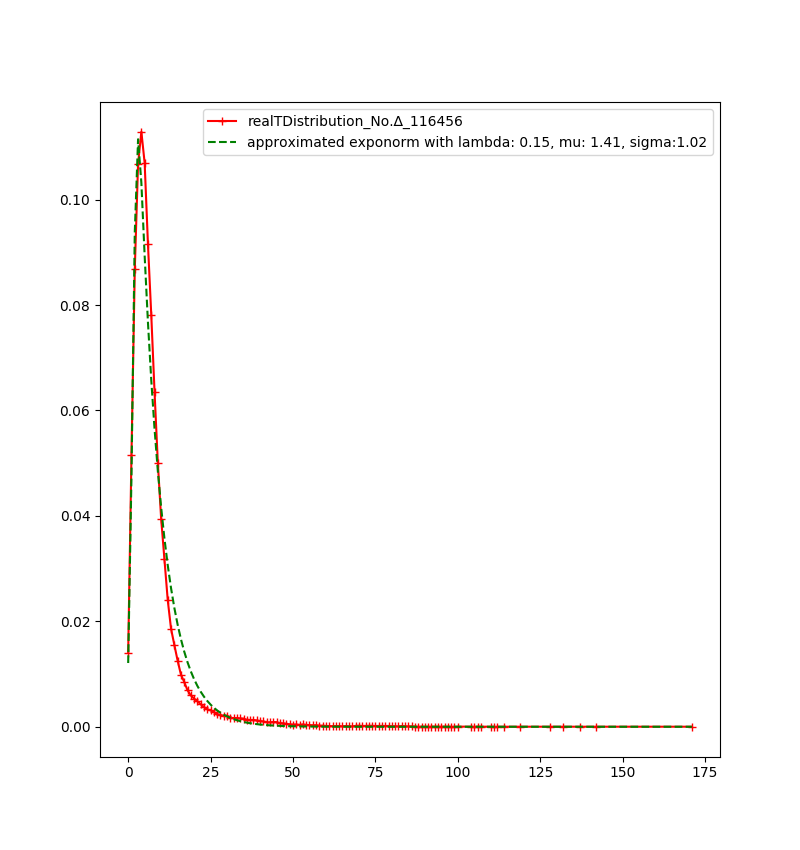 realTDistribution_No.Δ_116456
approximated exponorm with lambda: 0.15, mu: 1.41, sigma:1.02
0.10
0.08
0.06
0.04
0.02
0.00
0 25 50 75 100 125 150 175